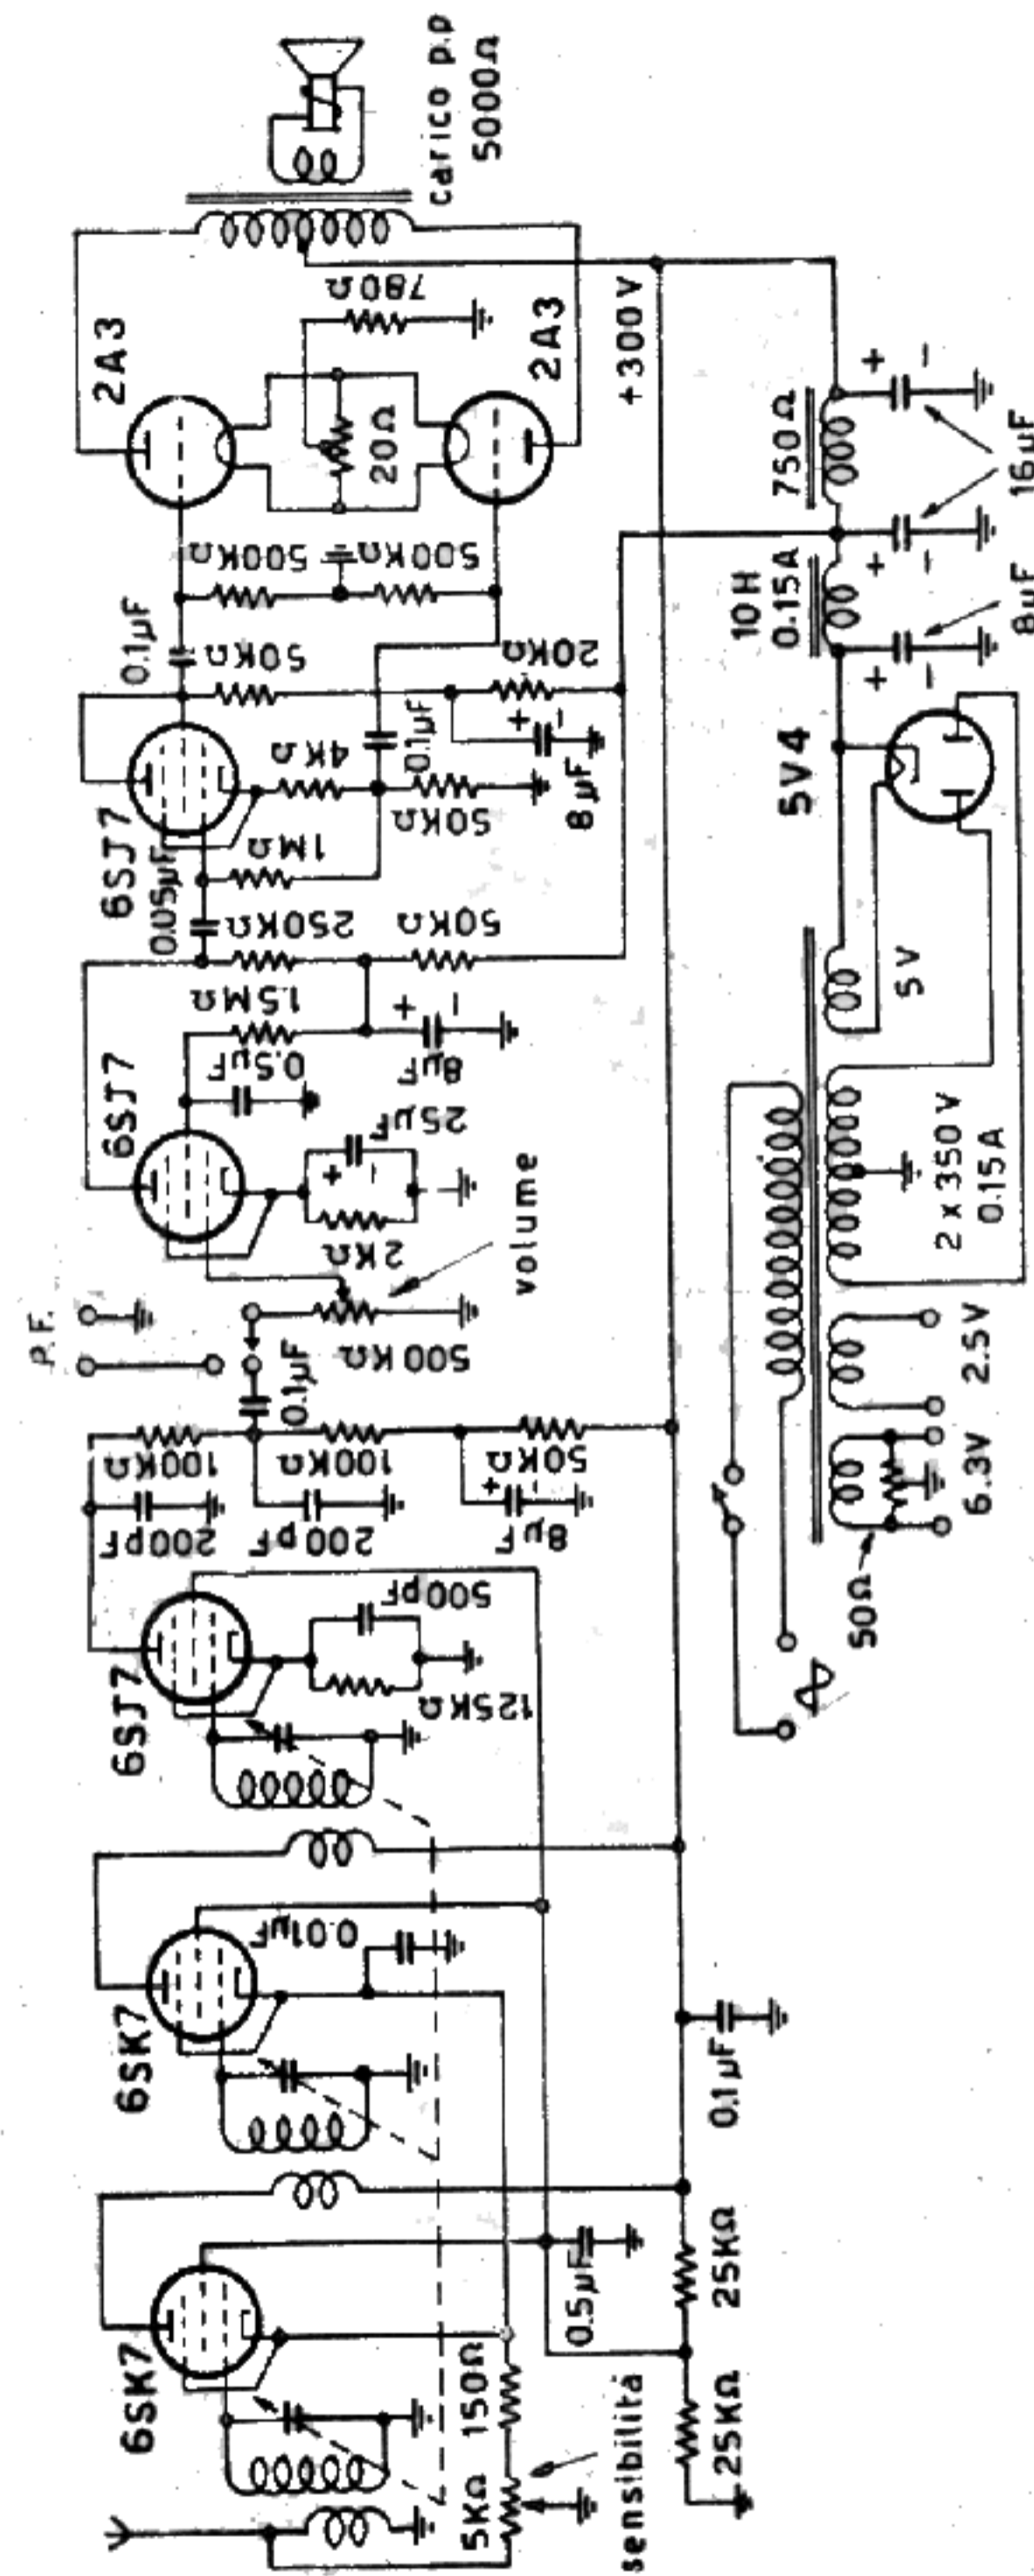 6SK7
5KΩ
150Ω
sensibilità
0.5µF
25KΩ
25KΩ
6SK7
0.01µF
0.1µF
6SJ7
125KΩ
500pF
200pF
200pF
8µF
+
-
100KΩ
100KΩ
50KΩ
0.1µF
P.F.
500KΩ
volume
6SJ7
2KΩ
25µF
+
-
0.5µF
1.5MΩ
8µF
+
-
250KΩ
50KΩ
0.05µF
6SJ7
1MΩ
4KΩ
50KΩ
0.1µF
8µF
+
-
50KΩ
20KΩ
0.1µF
500KΩ
500KΩ
2A3
20Ω
780Ω
2A3
carico p.p
5000Ω
+300V
50Ω
6.3V
2.5V
2x350V
0.15A
5V
5V4
10H
0.15A
750Ω
+
-
+
-
+
-
8µF
16µF